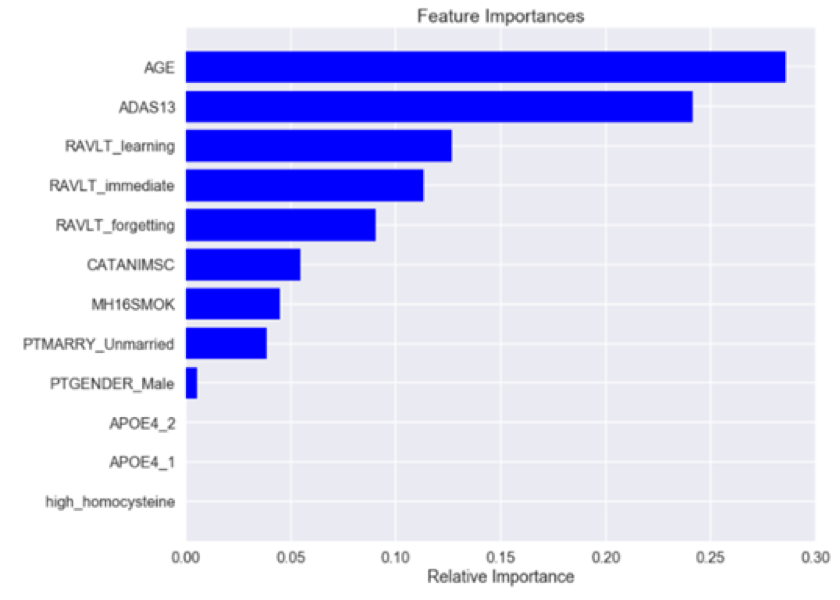 Feature Importances
AGE
ADAS13
RAVLT_learning
RAVLT_immediate
RAVLT_forgetting
CATANIMSC
MH16SMOK
PTMARRY_Unmarried
PTGENDER_Male
APOE4_2
APOE4_1
high_homocysteine
0.00 0.05 0.10 0.15 0.20 0.25 0.30
Relative Importance